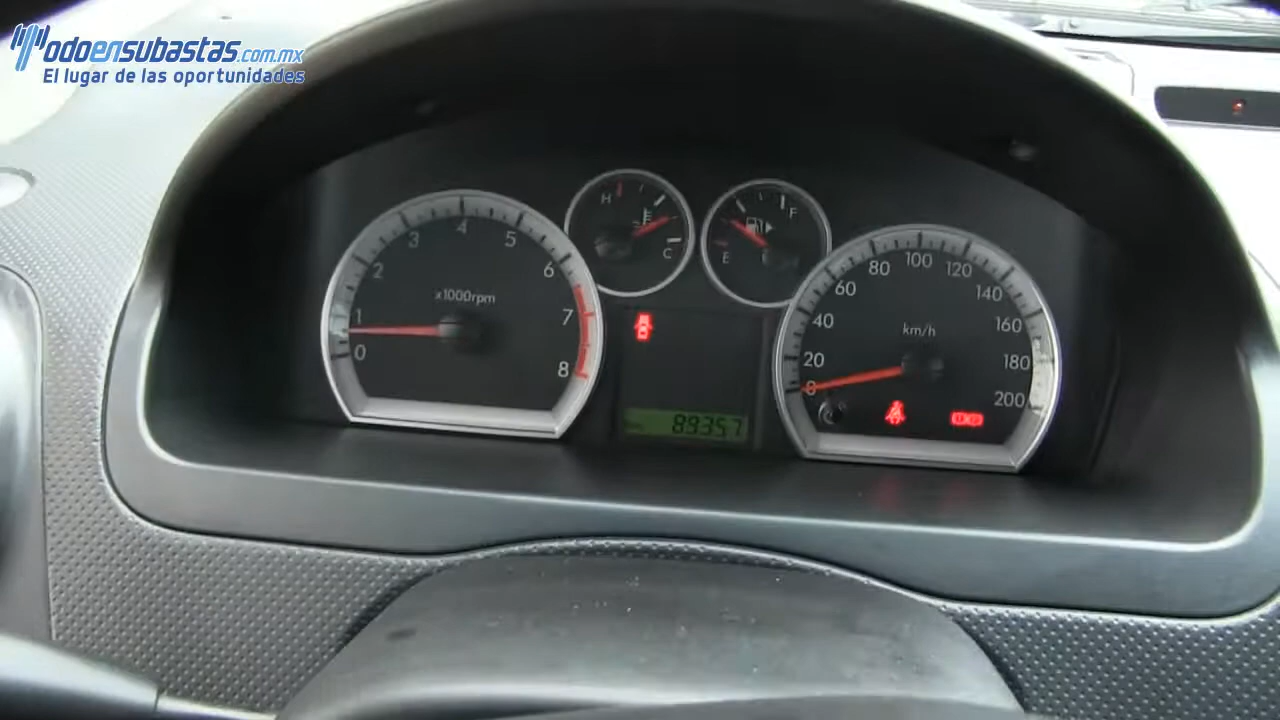 Todoensubastas.com.mx
El lugar de las oportunidades
0 1 2 3 4 5 6 7 8
x1000rpm
H C
E F
89357
0 20 40 60 80 100 120 140 160 180 200
km/h